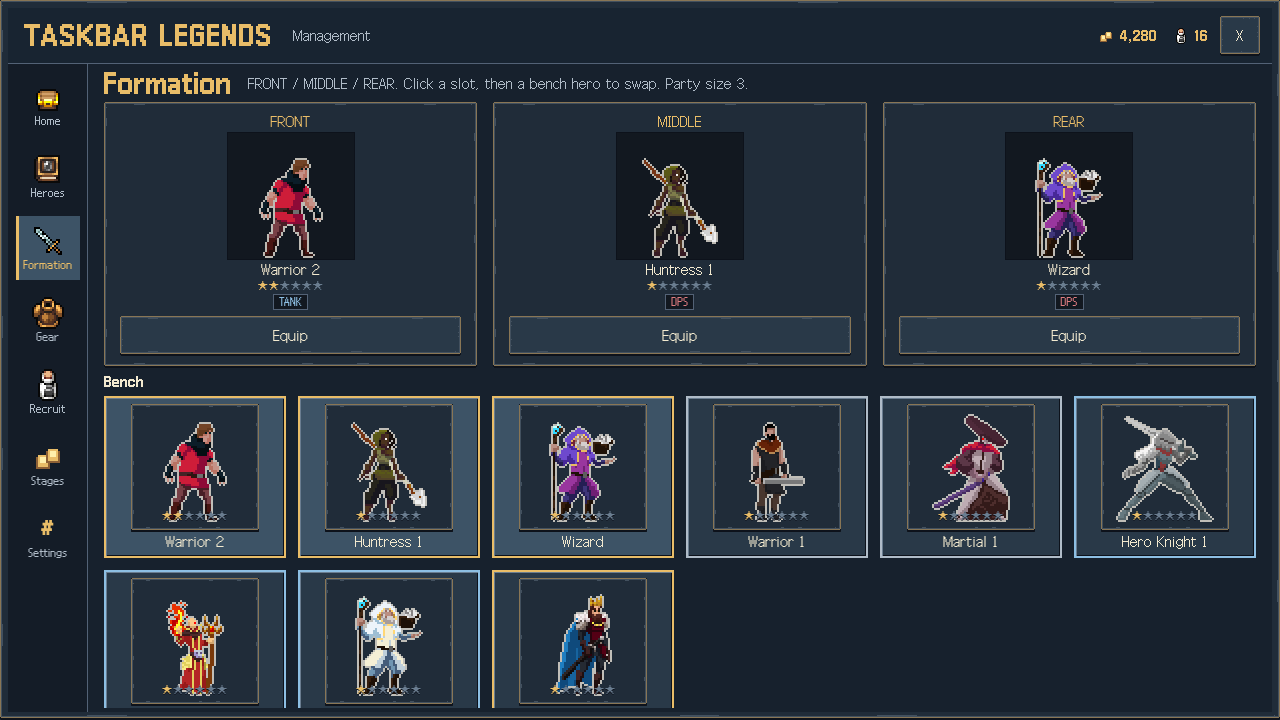 TASKBAR LEGENDS Management 4,280 16 X
Formation FRONT / MIDDLE / REAR. Click a slot, then a bench hero to swap. Party size 3.
Home
Heroes
Formation
Gear
Recruit
Stages
#
Settings
FRONT
Warrior 2
TANK
Equip
MIDDLE
Huntress 1
DPS
Equip
REAR
Wizard
DPS
Equip
Bench
Warrior 2
Huntress 1
Wizard
Warrior 1
Martial 1
Hero Knight 1